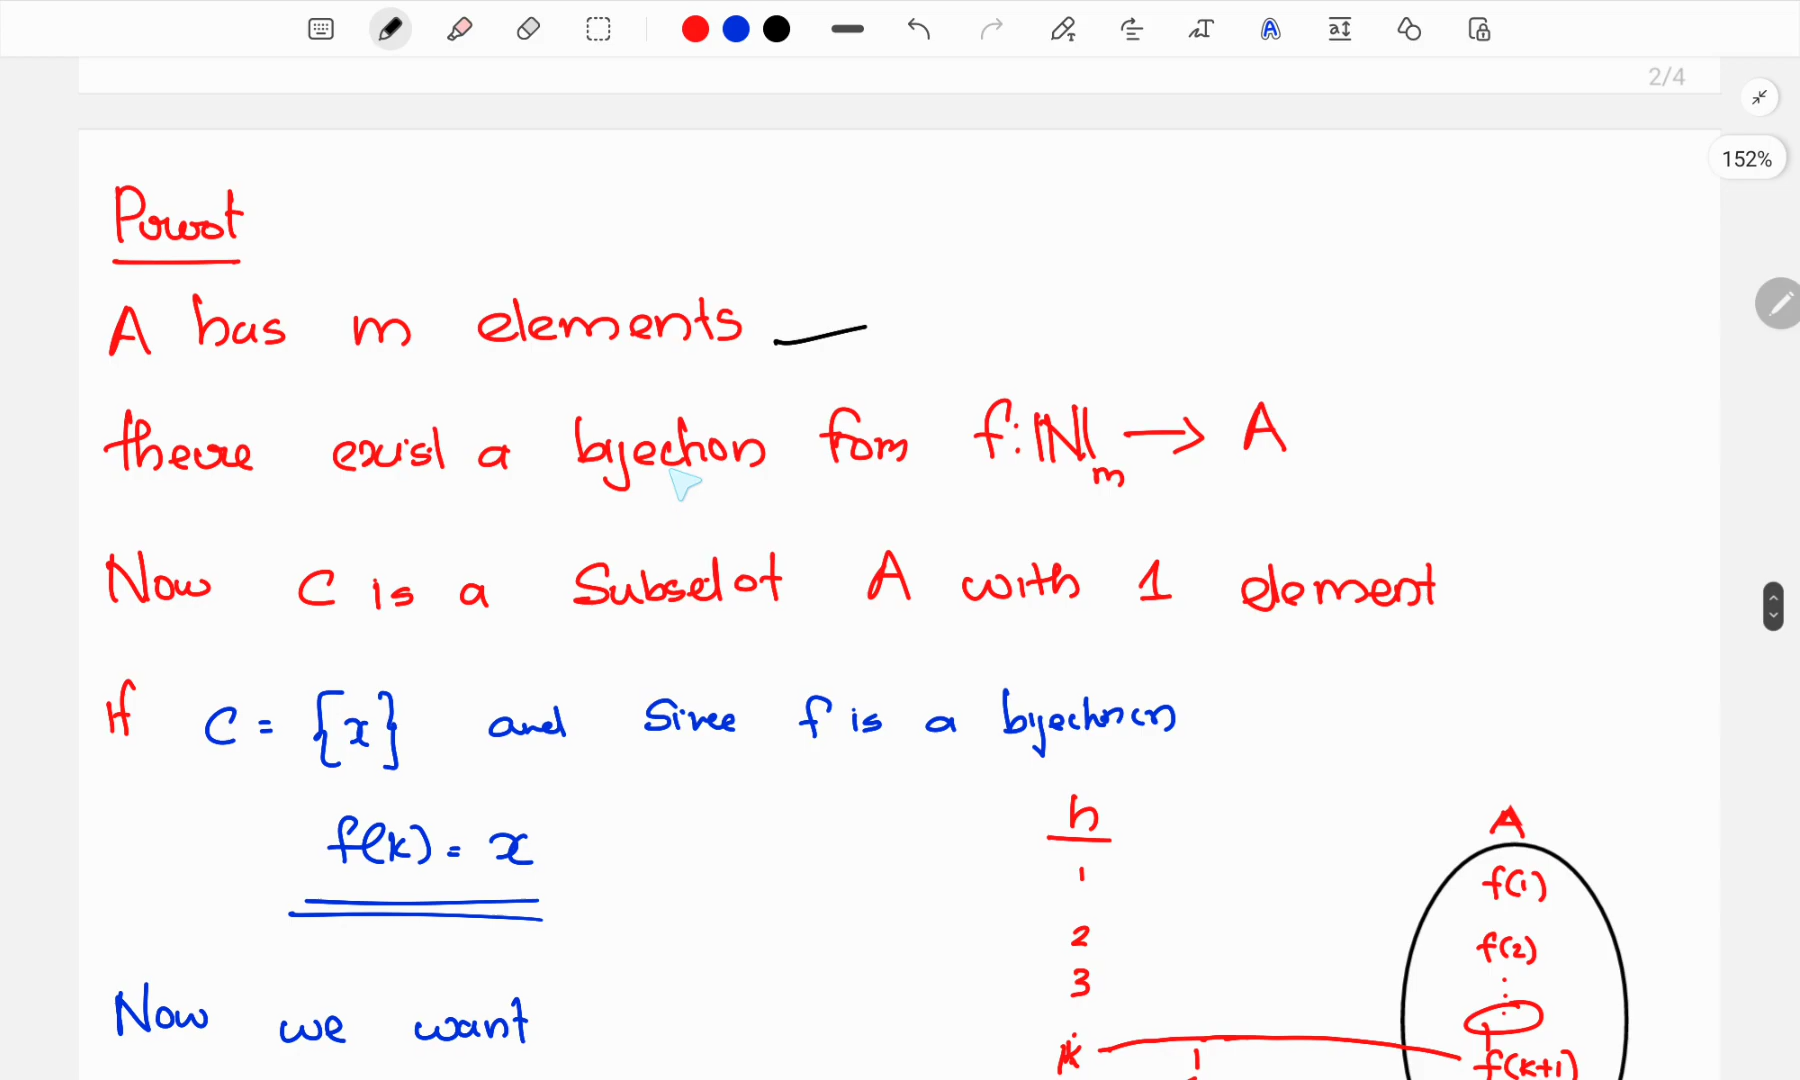 2/4
152%
Proof
A has m elements
there exist a bijection from f: ℕm → A
Now C is a Subset of A with 1 element
If C = {x} and Since f is a bijection
f(k) = x
h
A
1
f(1)
2
f(2)
3
k
f(k+1)
Now we want